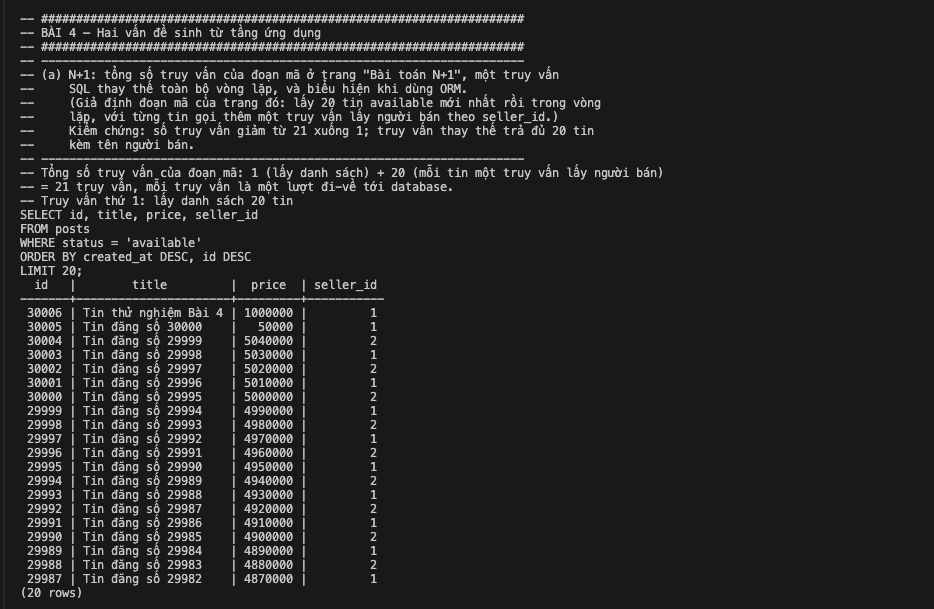 -- #####################################################################
-- BÀI 4 — Hai vấn đề sinh từ tầng ứng dụng
-- #####################################################################
-- ---------------------------------------------------------------------
-- (a) N+1: tổng số truy vấn của đoạn mã ở trang "Bài toán N+1", một truy vấn
--     SQL thay thế toàn bộ vòng lặp, và biểu hiện khi dùng ORM.
--     (Giả định đoạn mã của trang đó: lấy 20 tin available mới nhất rồi trong vòng
--     lặp, với từng tin gọi thêm một truy vấn lấy người bán theo seller_id.)
--     Kiểm chứng: số truy vấn giảm từ 21 xuống 1; truy vấn thay thế trả đủ 20 tin
--     kèm tên người bán.
-- ---------------------------------------------------------------------
-- Tổng số truy vấn của đoạn mã: 1 (lấy danh sách) + 20 (mỗi tin một truy vấn lấy người bán)
-- = 21 truy vấn, mỗi truy vấn là một lượt đi-về tới database.
-- Truy vấn thứ 1: lấy danh sách 20 tin
SELECT id, title, price, seller_id
FROM posts
WHERE status = 'available'
ORDER BY created_at DESC, id DESC
LIMIT 20;
  id   |        title         |  price  | seller_id
-------+----------------------+---------+-----------
 30006 | Tin thử nghiệm Bài 4 | 1000000 |         1
 30005 | Tin đăng số 30000    |   50000 |         1
 30004 | Tin đăng số 29999    | 5040000 |         2
 30003 | Tin đăng số 29998    | 5030000 |         1
 30002 | Tin đăng số 29997    | 5020000 |         2
 30001 | Tin đăng số 29996    | 5010000 |         1
 30000 | Tin đăng số 29995    | 5000000 |         2
 29999 | Tin đăng số 29994    | 4990000 |         1
 29998 | Tin đăng số 29993    | 4980000 |         2
 29997 | Tin đăng số 29992    | 4970000 |         1
 29996 | Tin đăng số 29991    | 4960000 |         2
 29995 | Tin đăng số 29990    | 4950000 |         1
 29994 | Tin đăng số 29989    | 4940000 |         2
 29993 | Tin đăng số 29988    | 4930000 |         1
 29992 | Tin đăng số 29987    | 4920000 |         2
 29991 | Tin đăng số 29986    | 4910000 |         1
 29990 | Tin đăng số 29985    | 4900000 |         2
 29989 | Tin đăng số 29984    | 4890000 |         1
 29988 | Tin đăng số 29983    | 4880000 |         2
 29987 | Tin đăng số 29982    | 4870000 |         1
(20 rows)